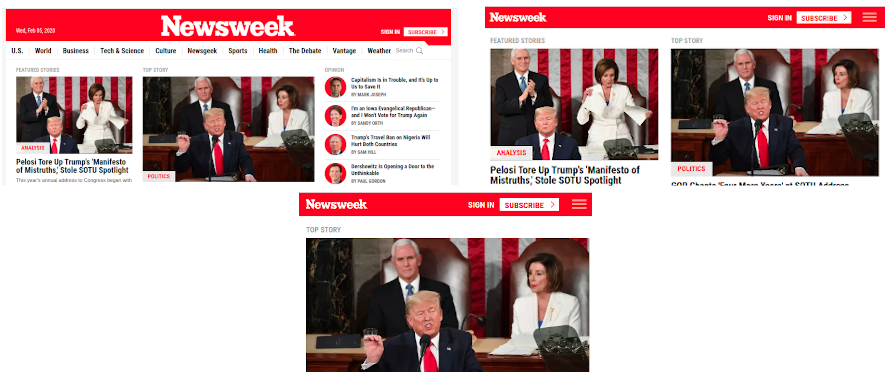 Newsweek
Wed, Feb 05, 2020
SIGN IN
SUBSCRIBE >
U.S. World Business Tech & Science Culture Newsgeek Sports Health The Debate Vantage Weather Search
FEATURED STORIES
ANALYSIS
Pelosi Tore Up Trump's 'Manifesto
of Mistruths,' Stole SOTU Spotlight
This year's annual address to Congress began with
TOP STORY
POLITICS
OPINION
Capitalism Is in Trouble, and It's Up to
Us to Save It
BY MARK JOSEPH
I'm an Iowa Evangelical Republican—
and I Won't Vote for Trump Again
BY SANDY ORTH
Trump's Travel Ban on Nigeria Will
Hurt Both Countries
BY SAM HILL
Dershowitz is Opening a Door to the
Unthinkable
BY PAUL GORDON
Newsweek
SIGN IN
SUBSCRIBE >
FEATURED STORIES
ANALYSIS
Pelosi Tore Up Trump's 'Manifesto of
Mistruths,' Stole SOTU Spotlight
TOP STORY
POLITICS
GOP Chants 'Four More Years' at SOTU Address
Newsweek
SIGN IN
SUBSCRIBE >
TOP STORY